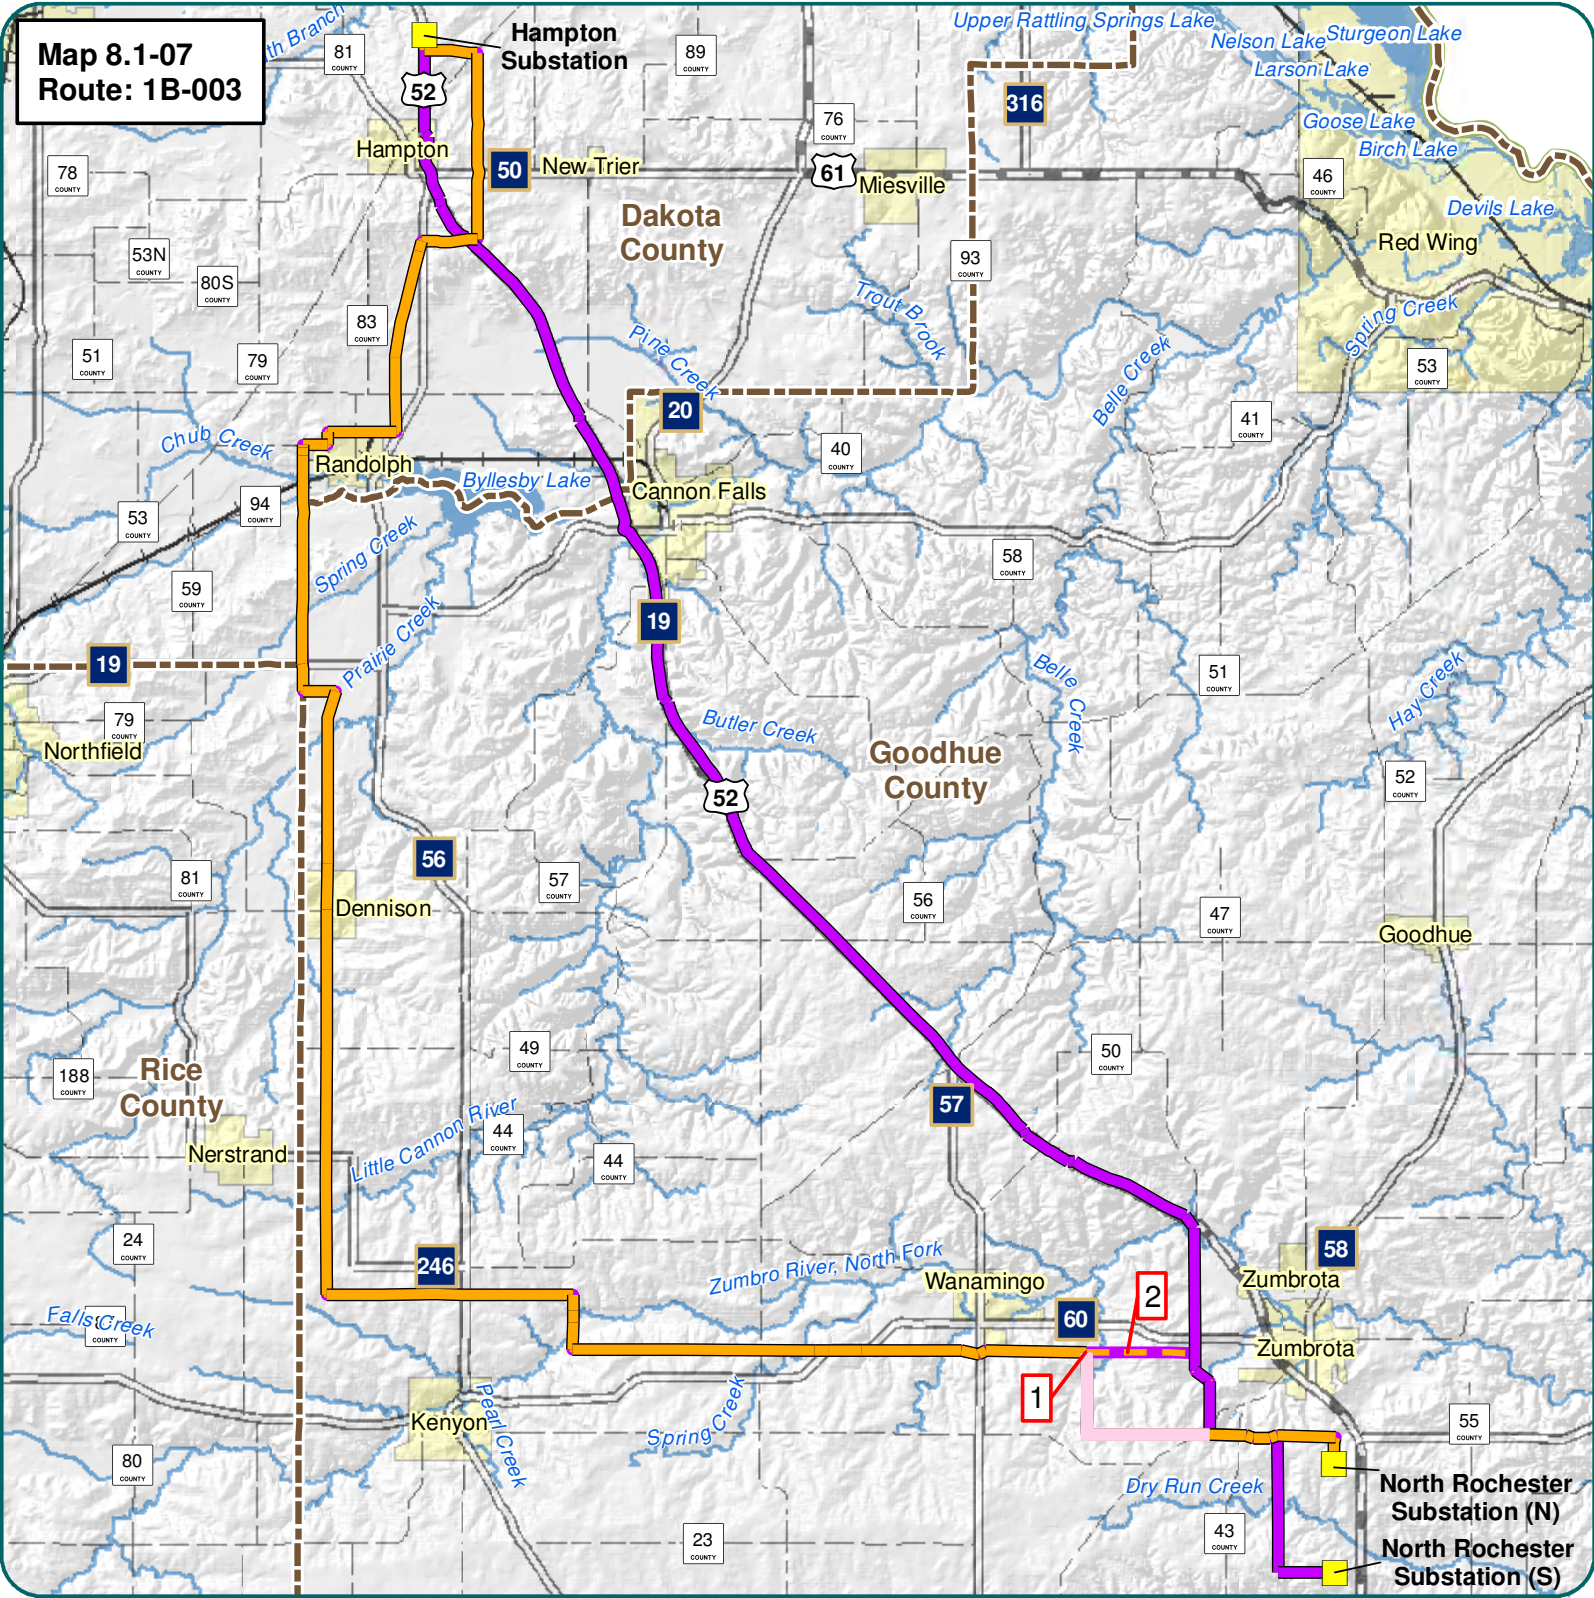 Map 8.1-07
Route: 1B-003
th Branch
81
COUNTY
Hampton
Substation
89
COUNTY
Upper Rattling Springs Lake
Nelson Lake
Sturgeon Lake
Larson Lake
52
316
76
COUNTY
Goose Lake
Birch Lake
Hampton
50
New Trier
61
Miesville
78
COUNTY
46
COUNTY
Devils Lake
Dakota
County
Red Wing
53N
COUNTY
80S
COUNTY
93
COUNTY
Trout Brook
83
COUNTY
Spring Creek
51
COUNTY
79
COUNTY
Pine Creek
Belle Creek
53
COUNTY
20
41
COUNTY
Chub Creek
40
COUNTY
Randolph
Byllesby Lake
Cannon Falls
94
COUNTY
53
COUNTY
Spring Creek
58
COUNTY
59
COUNTY
19
Prairie Creek
19
Belle Creek
51
COUNTY
Hay Creek
79
COUNTY
Northfield
Butler Creek
Goodhue
County
52
COUNTY
52
56
81
COUNTY
57
COUNTY
56
COUNTY
47
COUNTY
Dennison
Goodhue
49
COUNTY
50
COUNTY
188
COUNTY
Rice
County
57
Little Cannon River
44
COUNTY
44
COUNTY
Nerstrand
24
COUNTY
246
Zumbro River, North Fork
58
Wanamingo
Zumbrota
2
60
Falls Creek
COUNTY
Zumbrota
1
Kenyon
Pearl Creek
Spring Creek
55
COUNTY
80
COUNTY
Dry Run Creek
North Rochester
Substation (N)
23
COUNTY
43
COUNTY
North Rochester
Substation (S)